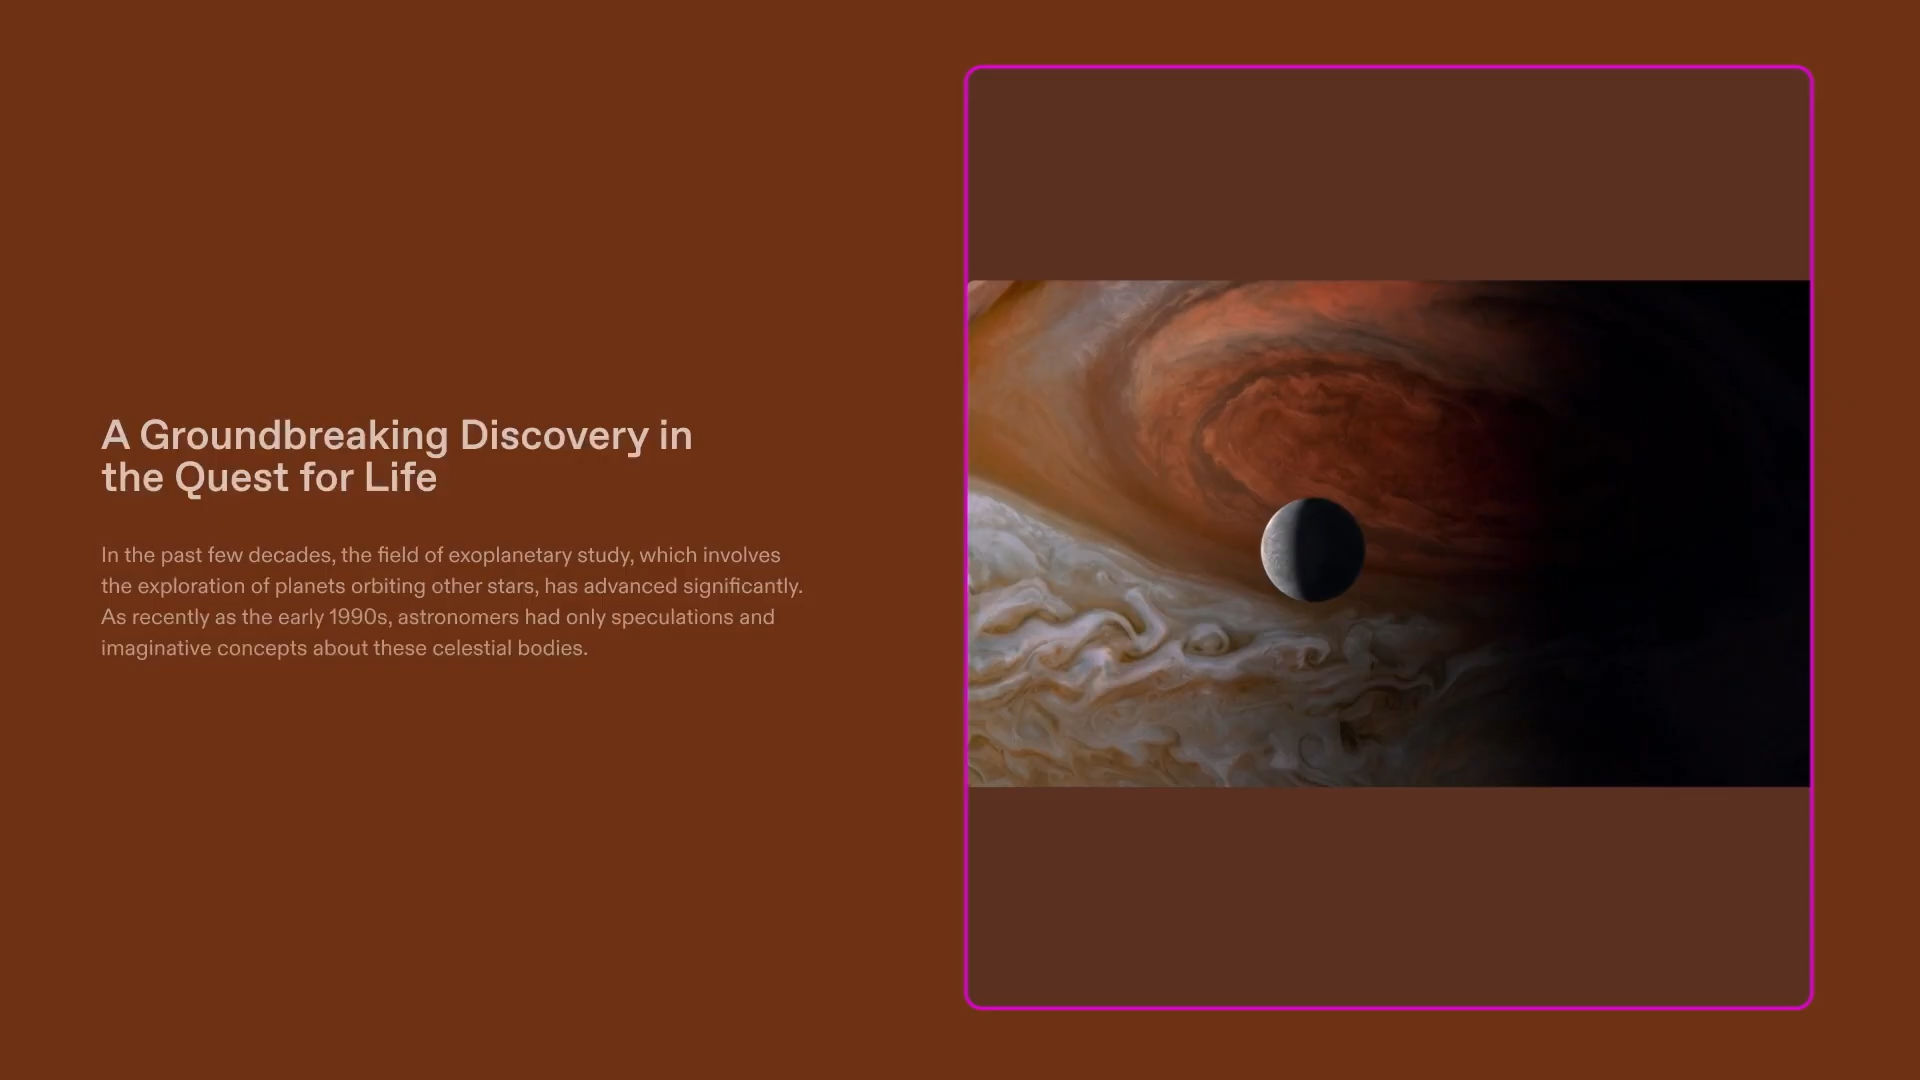 A Groundbreaking Discovery in
the Quest for Life
In the past few decades, the field of exoplanetary study, which involves
the exploration of planets orbiting other stars, has advanced significantly.
As recently as the early 1990s, astronomers had only speculations and
imaginative concepts about these celestial bodies.